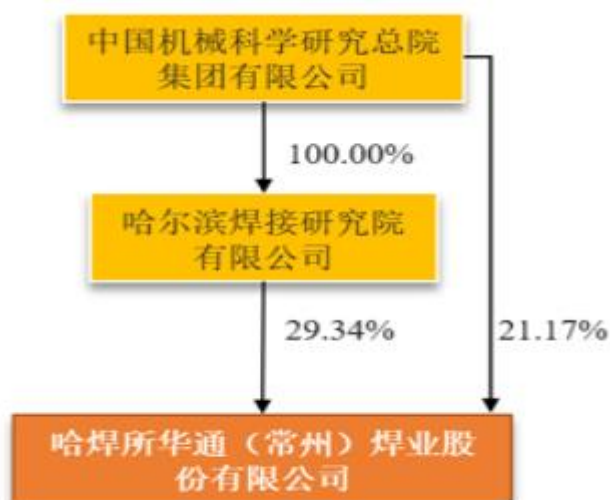 中国机械科学研究总院
集团有限公司
100.00%
哈尔滨焊接研究院
有限公司
29.34%
21.17%
哈焊所华通（常州）焊业股
份有限公司